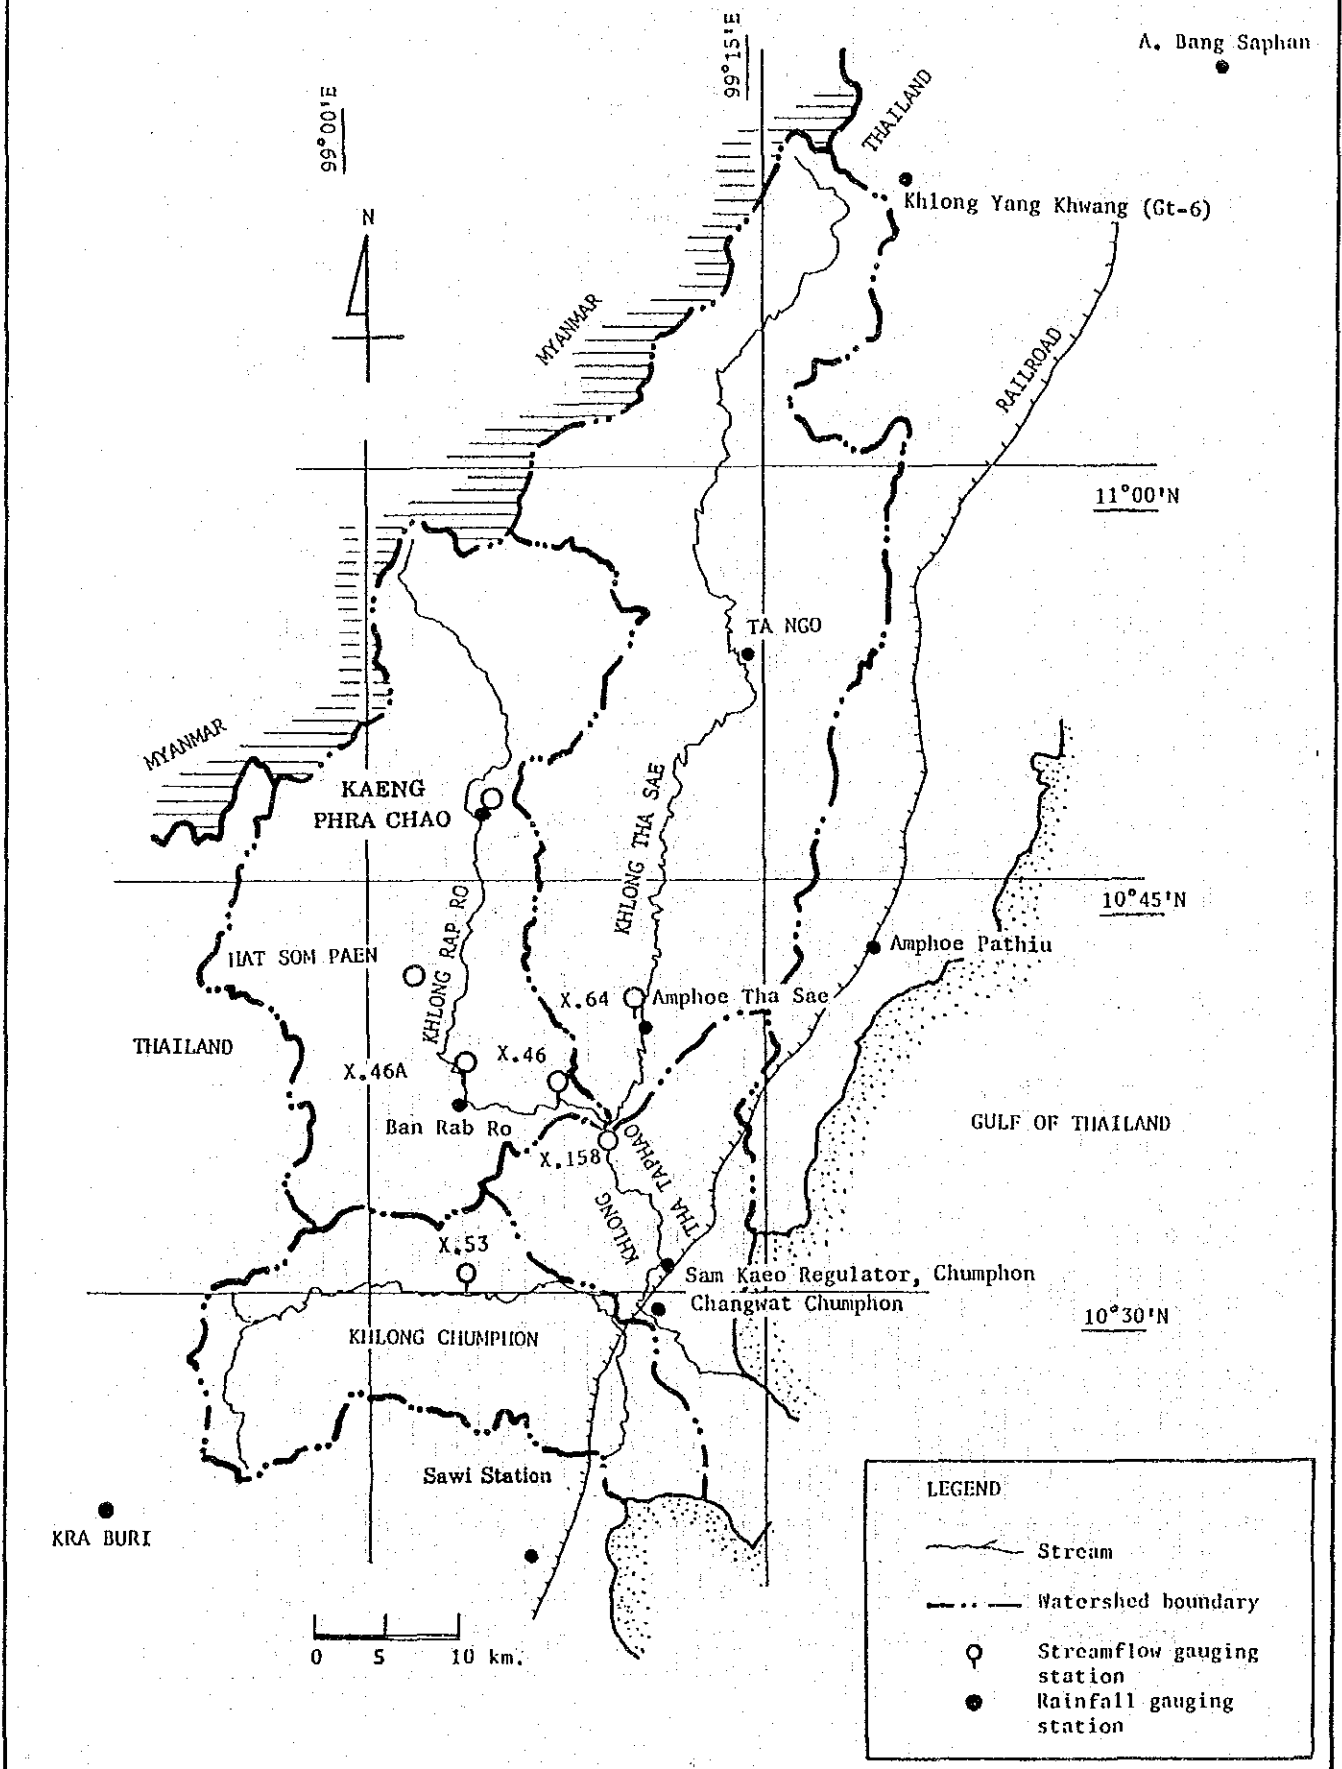 A. Bang Saphan
99°15'E
99°00'E
THAILAND
N
Khlong Yang Khwang (Gt-6)
MYANMAR
RAILROAD
11°00'N
TA NGO
MYANMAR
KAENG
PHRA CHAO
KHLONG THA SAE
10°45'N
KHLONG RAP RO
HAT SOM PAEN
Amphoe Pathiu
X.64
Amphoe Tha Sae
THAILAND
X.46A
X.46
Ban Rab Ro
GULF OF THAILAND
X.158
KHLONG
THA TAPHAO
X.53
Sam Kaeo Regulator, Chumphon
Changwat Chumphon
10°30'N
KHLONG CHUMPHON
Sawi Station
KRA BURI
0 5 10 km.
LEGEND
Stream
Watershed boundary
Streamflow gauging
station
Rainfall gauging
station